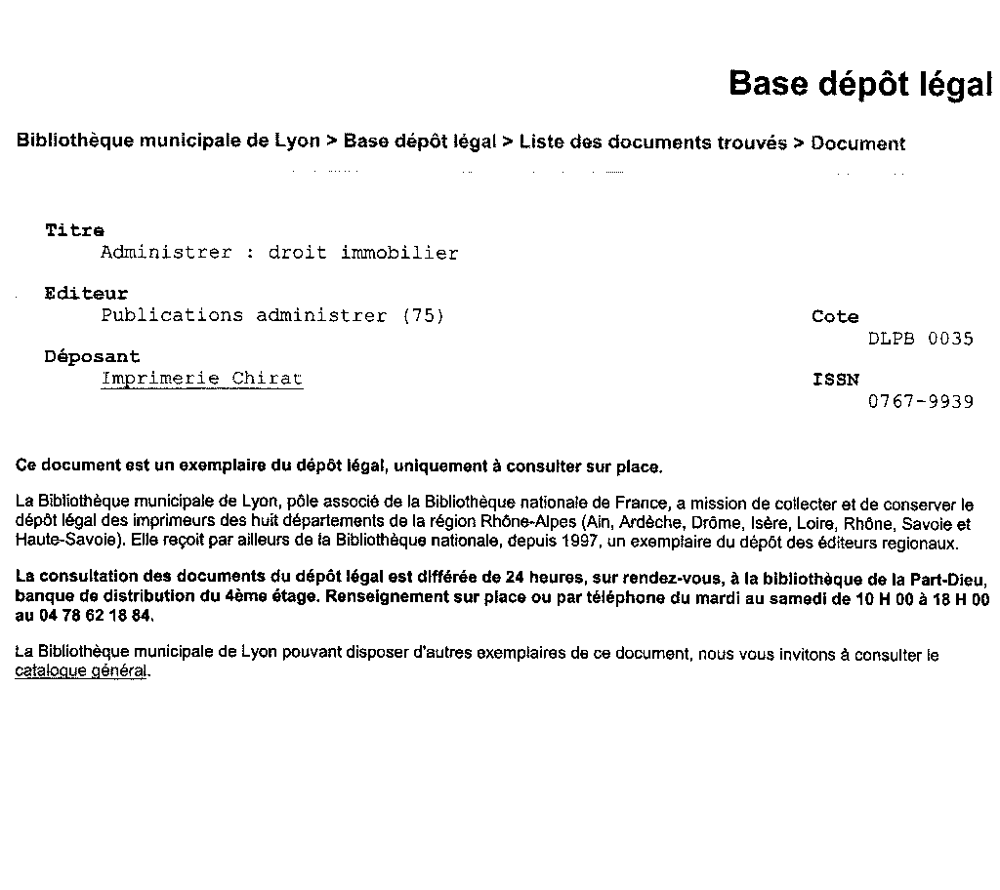 Base dépôt légal
Bibliothèque municipale de Lyon > Base dépôt légal > Liste des documents trouvés > Document
Titre
Administrer : droit immobilier
Editeur
Publications administrer (75)
Cote
DLPB 0035
Déposant
Imprimerie Chirat
ISSN
0767-9939
Ce document est un exemplaire du dépôt légal, uniquement à consulter sur place.
La Bibliothèque municipale de Lyon, pôle associé de la Bibliothèque nationale de France, a mission de collecter et de conserver le
dépôt légal des imprimeurs des huit départements de la région Rhône-Alpes (Ain, Ardèche, Drôme, Isère, Loire, Rhône, Savoie et
Haute-Savoie). Elle reçoit par ailleurs de la Bibliothèque nationale, depuis 1997, un exemplaire du dépôt des éditeurs regionaux.
La consultation des documents du dépôt légal est différée de 24 heures, sur rendez-vous, à la bibliothèque de la Part-Dieu,
banque de distribution du 4ème étage. Renseignement sur place ou par téléphone du mardi au samedi de 10 H 00 à 18 H 00
au 04 78 62 18 84.
La Bibliothèque municipale de Lyon pouvant disposer d'autres exemplaires de ce document, nous vous invitons à consulter le
catalogue général.